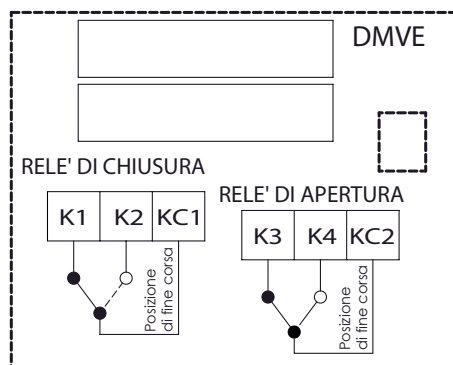 DMVE
RELE' DI CHIUSURA
K1 K2 KC1
Posizione
di fine corsa
RELE' DI APERTURA
K3 K4 KC2
Posizione
di fine corsa